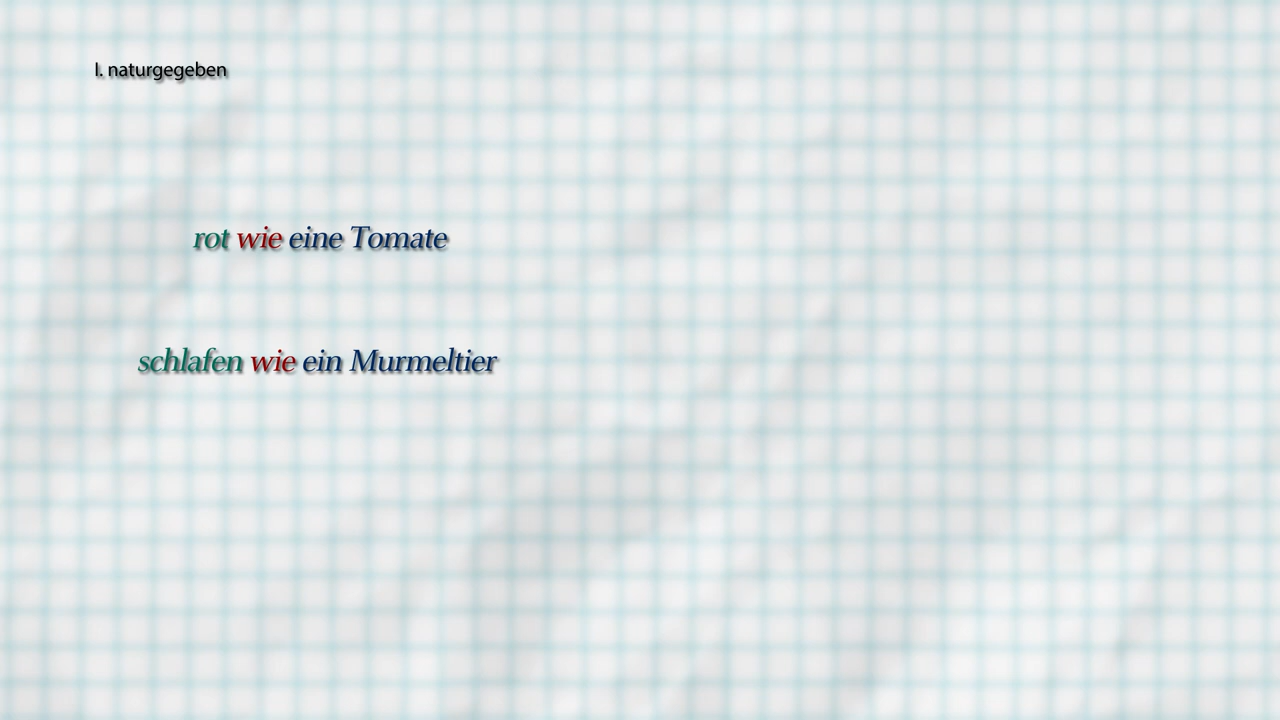 I. naturgegeben
rot wie eine Tomate
schlafen wie ein Murmeltier